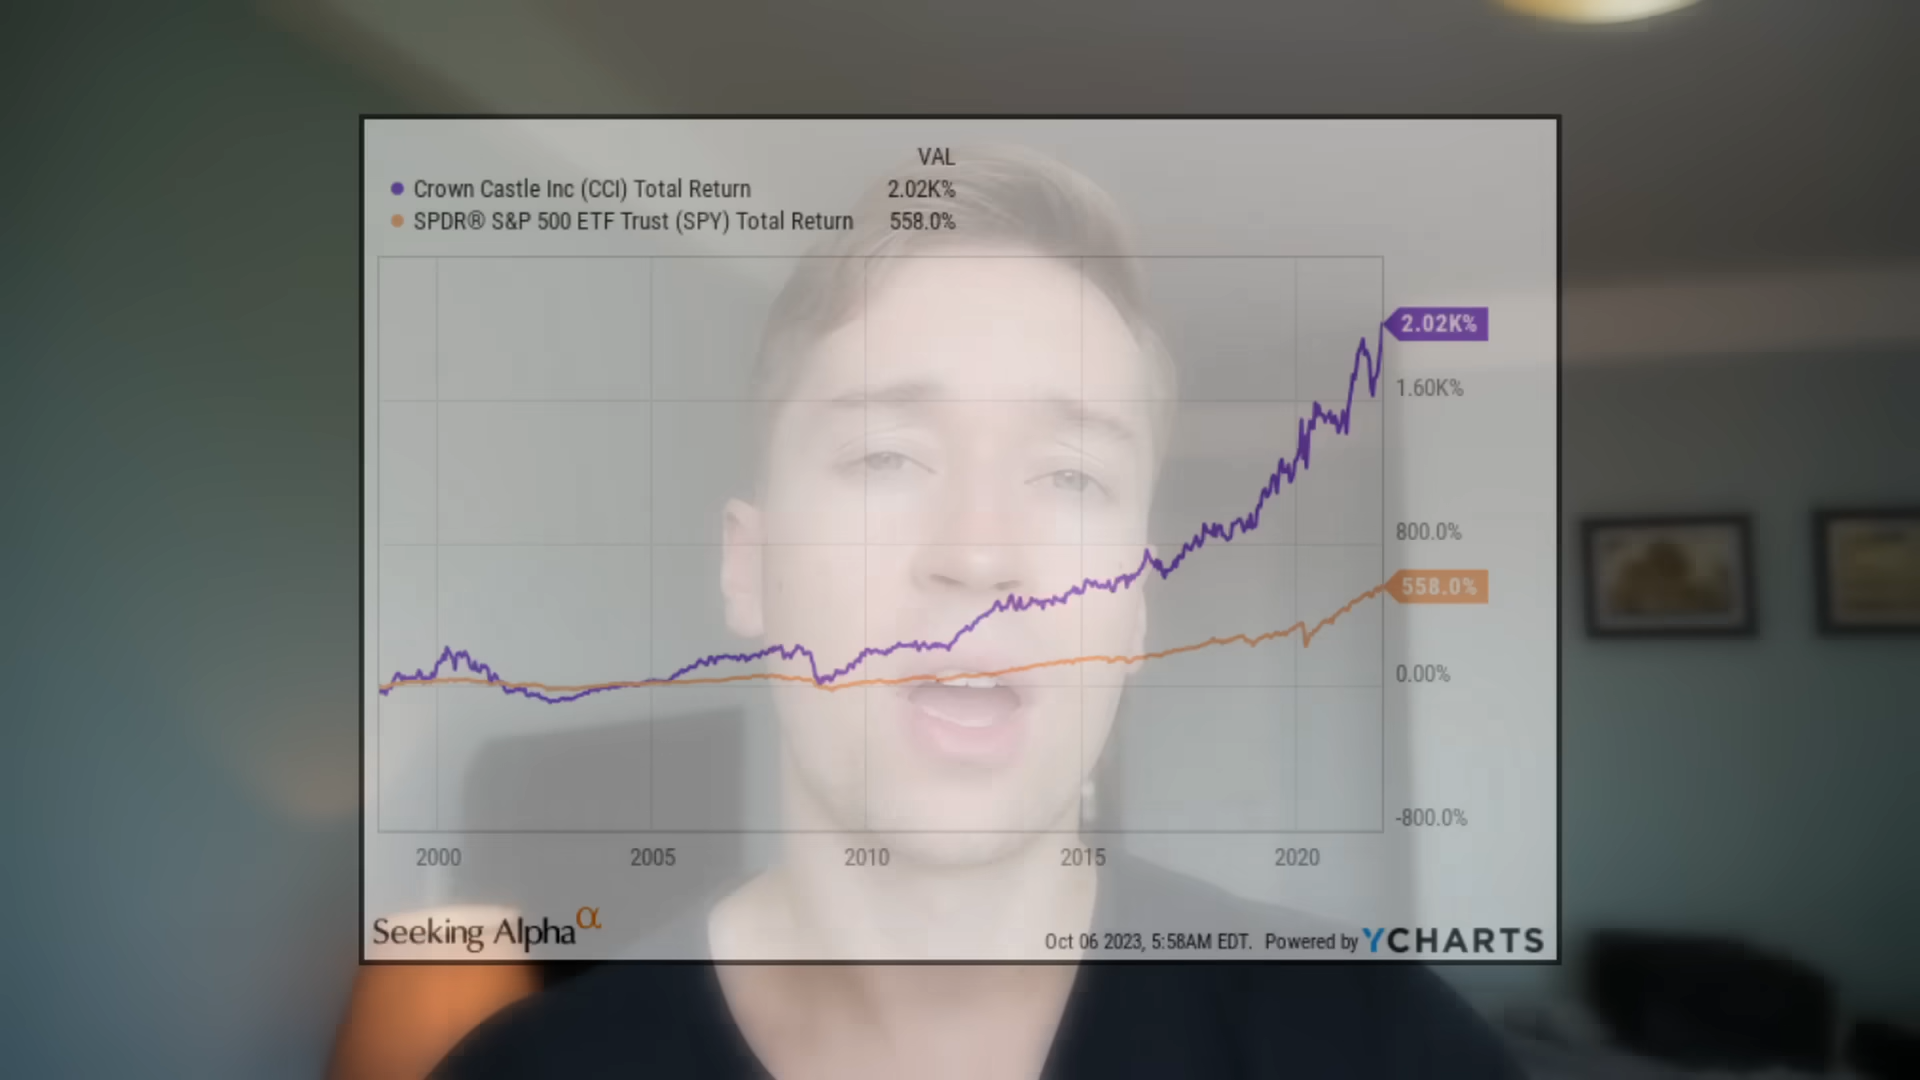 VAL
Crown Castle Inc (CCI) Total Return 2.02K%
SPDR® S&P 500 ETF Trust (SPY) Total Return 558.0%
2.02K%
1.60K%
800.0%
558.0%
0.00%
-800.0%
2000 2005 2010 2015 2020
Seeking Alpha α
Oct 06 2023, 5:58AM EDT. Powered by YCHARTS